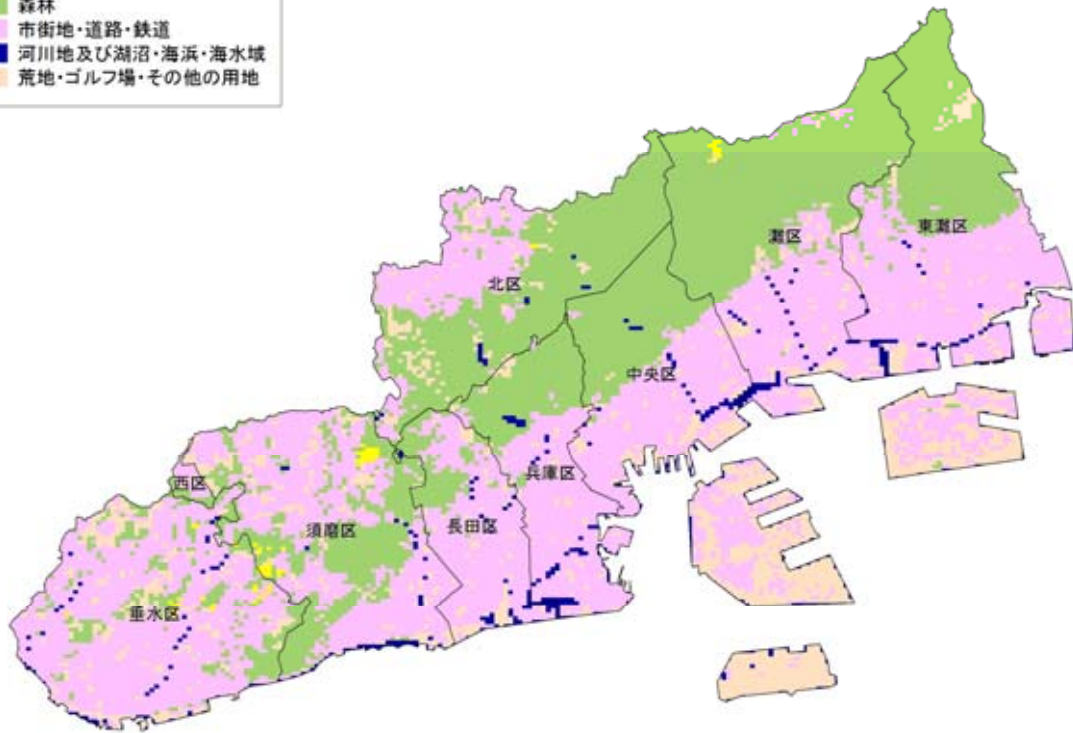 森林
市街地・道路・鉄道
河川地及び湖沼・海浜・海水域
荒地・ゴルフ場・その他の用地
東灘区
灘区
北区
中央区
兵庫区
西区
須磨区
長田区
垂水区